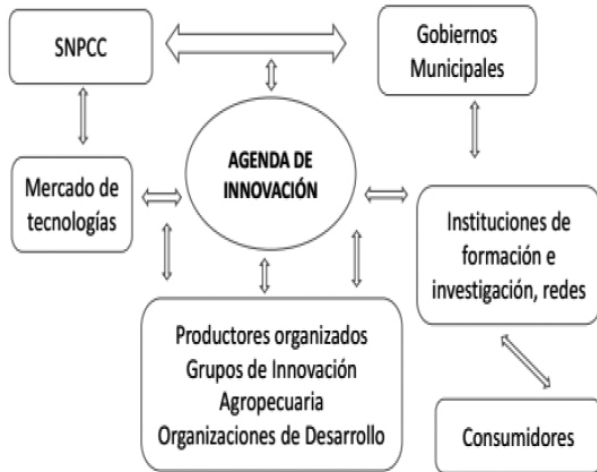 SNPCC
Gobiernos
Municipales
AGENDA DE
INNOVACIÓN
Mercado de
tecnologías
Instituciones de
formación e
investigación, redes
Productores organizados
Grupos de Innovación
Agropecuaria
Organizaciones de Desarrollo
Consumidores